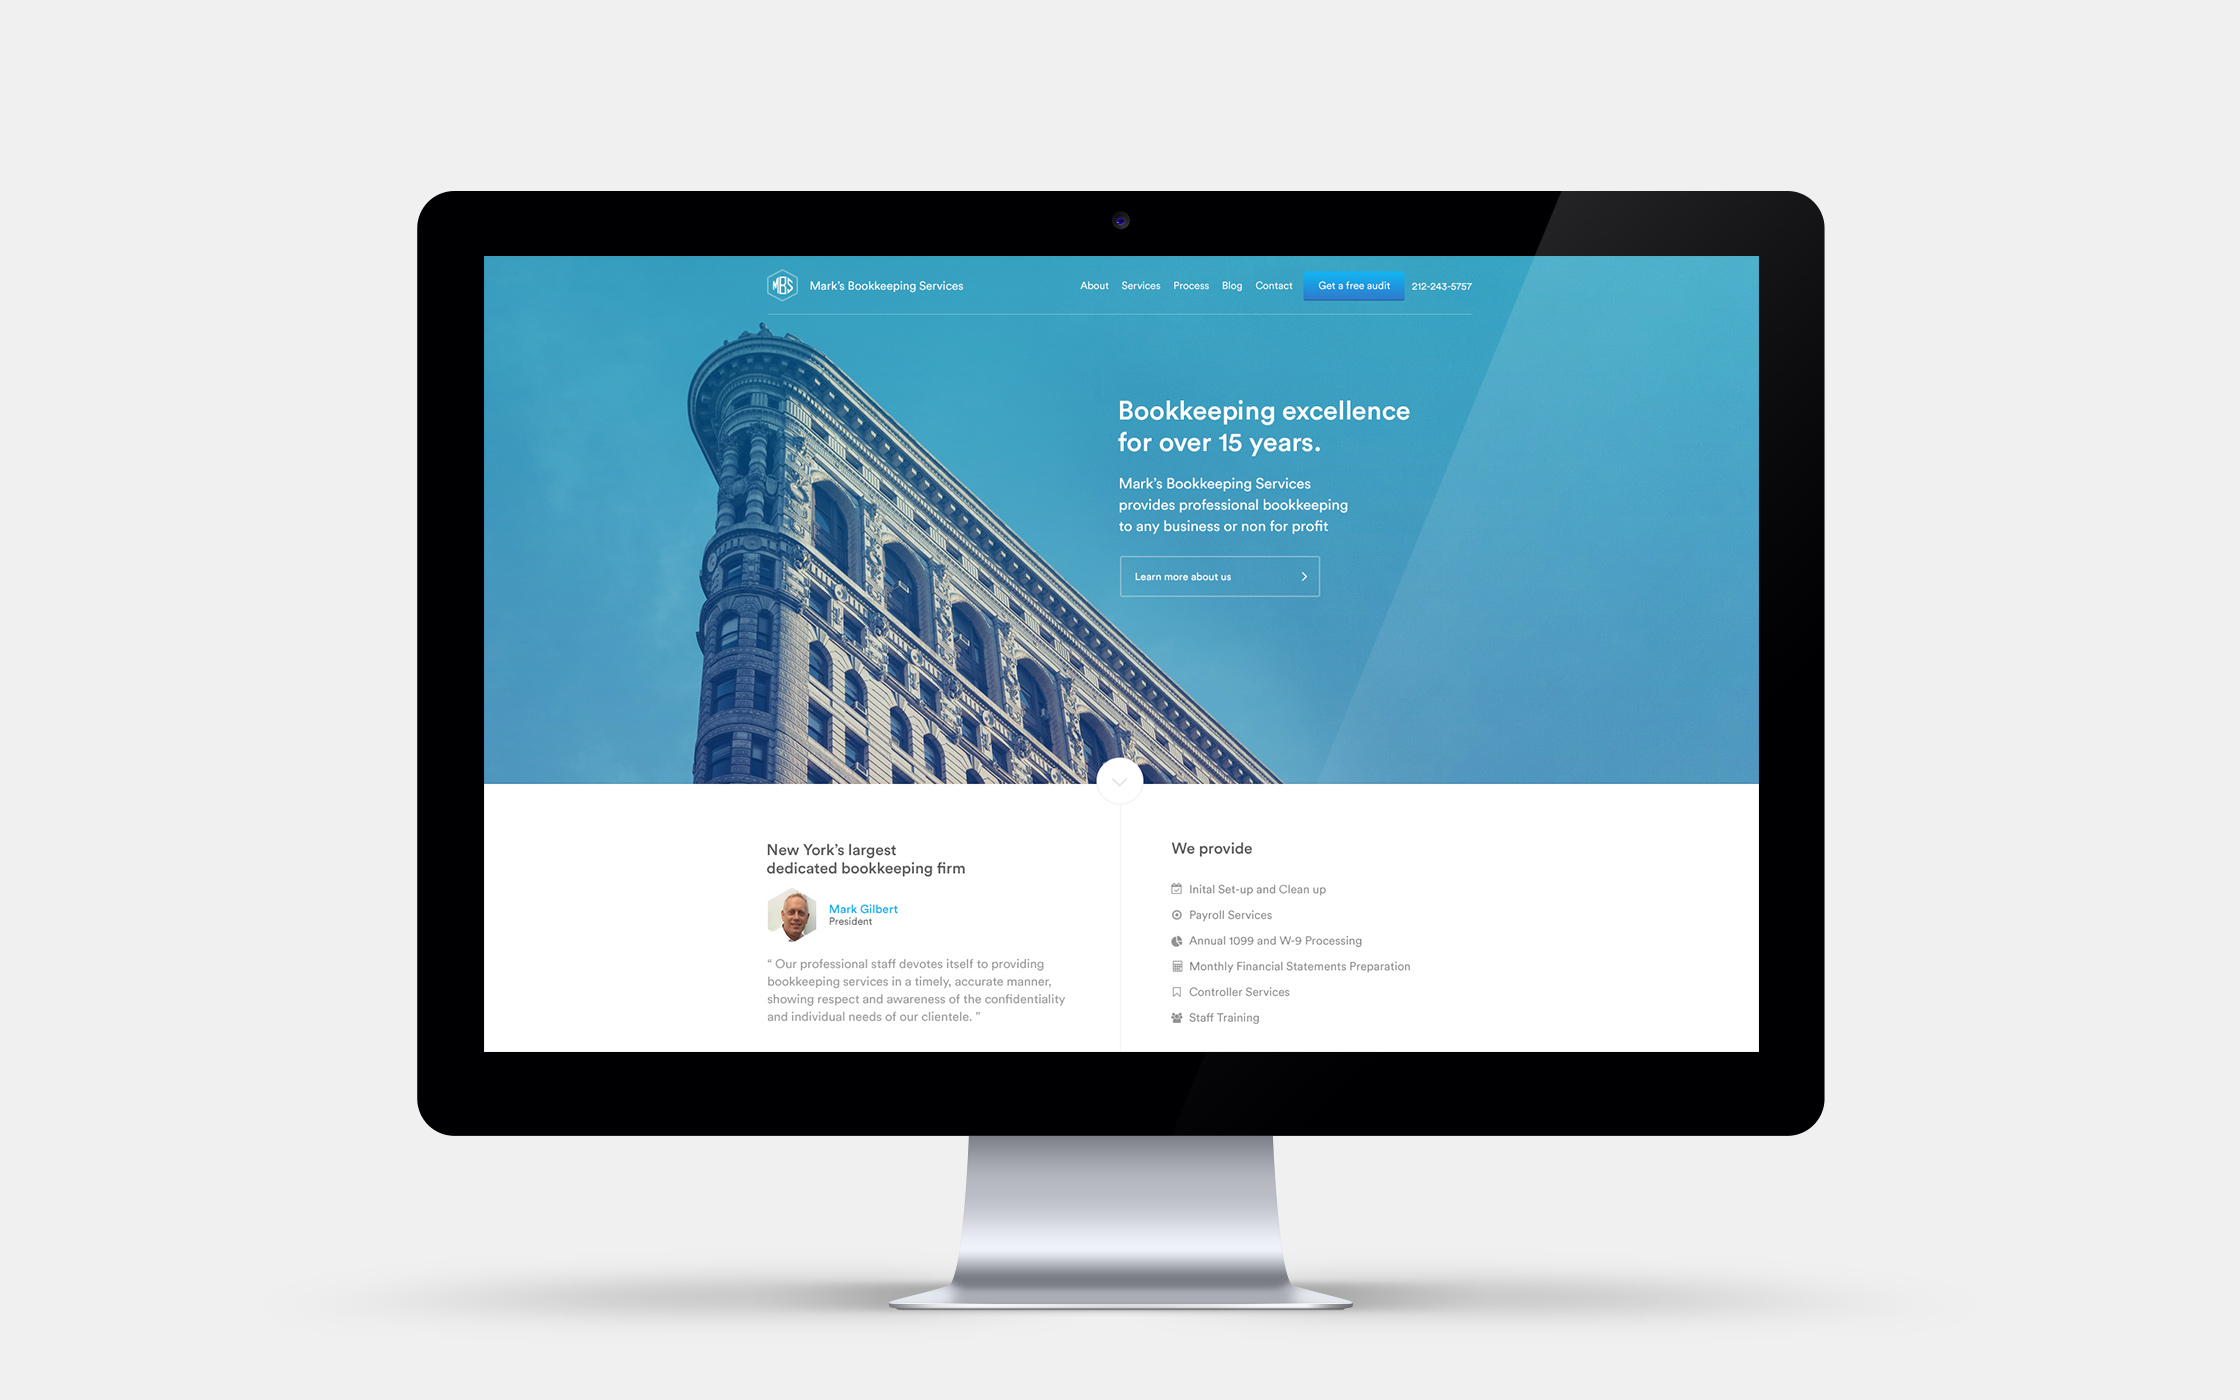 MBS
Mark's Bookkeeping Services
About Services Process Blog Contact Get a free audit 212-243-5757
Bookkeeping excellence
for over 15 years.
Mark's Bookkeeping Services
provides professional bookkeeping
to any business or non for profit
Learn more about us
New York's largest
dedicated bookkeeping firm
Mark Gilbert
President
“ Our professional staff devotes itself to providing
bookkeeping services in a timely, accurate manner,
showing respect and awareness of the confidentiality
and individual needs of our clientele. ”
We provide
Inital Set-up and Clean up
Payroll Services
Annual 1099 and W-9 Processing
Monthly Financial Statements Preparation
Controller Services
Staff Training